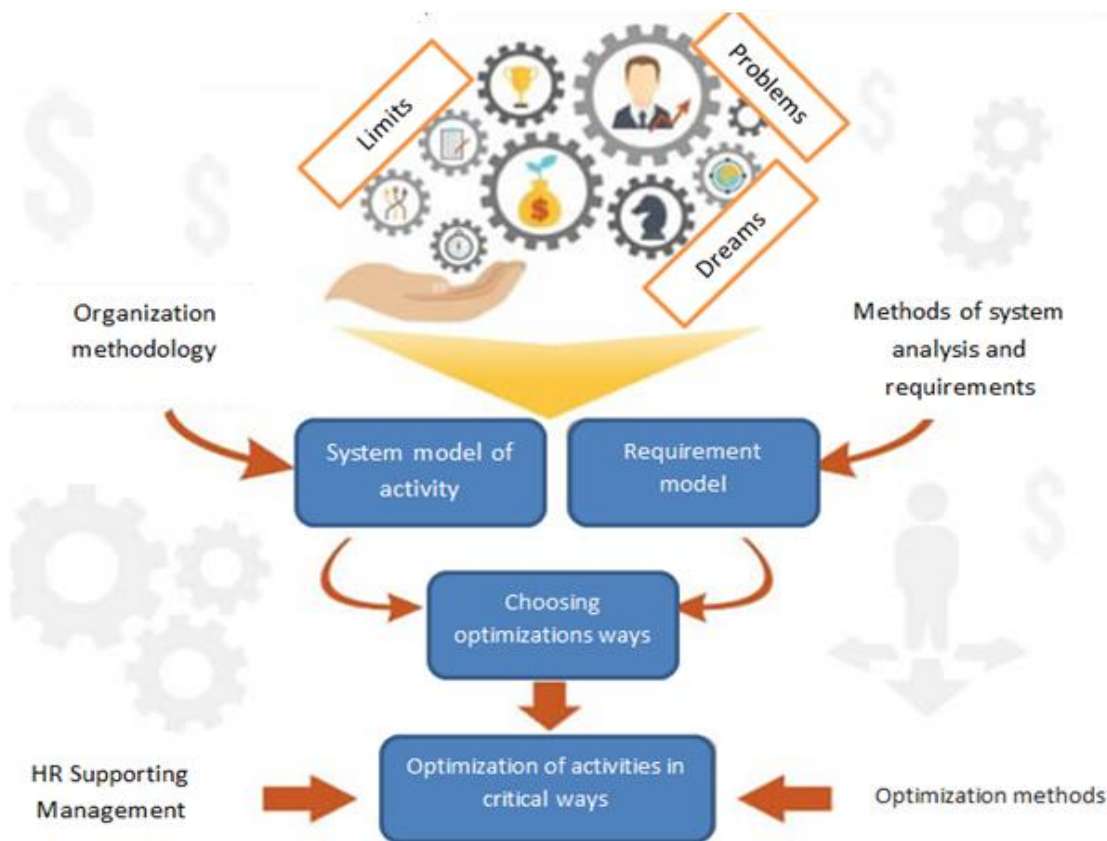 Limits
Problems
Dreams
$
Organization
methodology
Methods of system
analysis and
requirements
System model of
activity
Requirement
model
Choosing
optimizations ways
Optimization of activities in
critical ways
HR Supporting
Management
Optimization methods